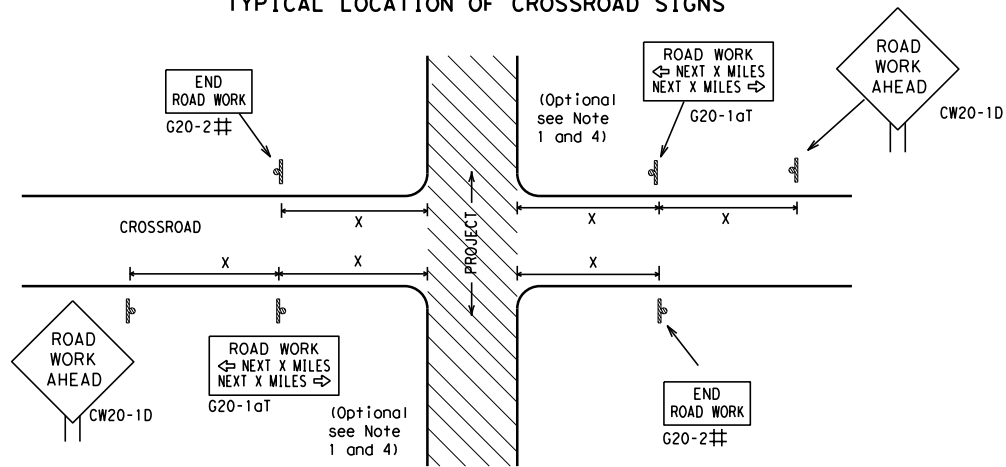 TYPICAL LOCATION OF CROSSROAD SIGNS
END
ROAD WORK
G20-2#
(Optional
see Note
1 and 4)
ROAD WORK
⇦ NEXT X MILES
NEXT X MILES ⇨
G20-1aT
ROAD
WORK
AHEAD
CW20-1D
X
X
X
CROSSROAD
PROJECT
X
X
X
ROAD
WORK
AHEAD
CW20-1D
ROAD WORK
⇦ NEXT X MILES
NEXT X MILES ⇨
G20-1aT
(Optional
see Note
1 and 4)
END
ROAD WORK
G20-2#